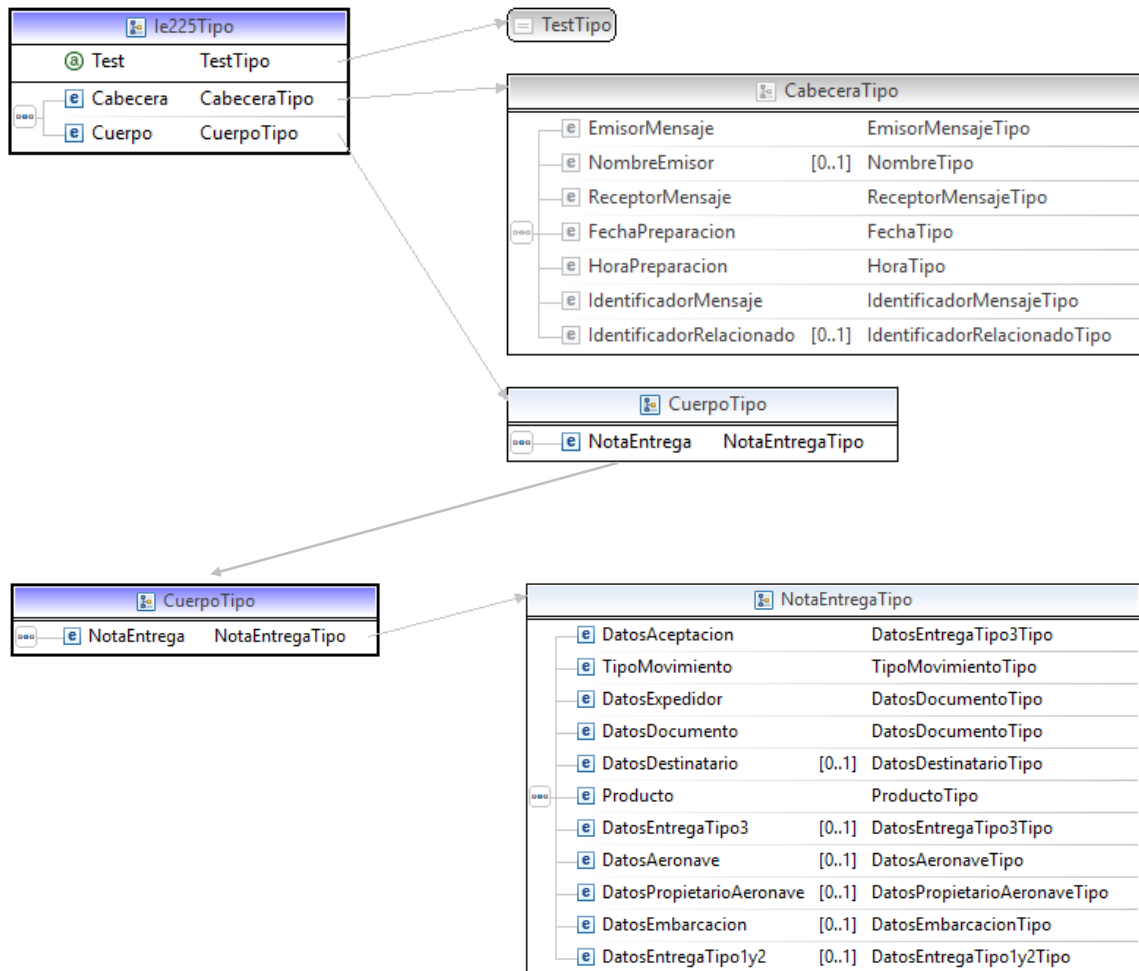 Ie225Tipo
Test TestTipo
Cabecera CabeceraTipo
Cuerpo CuerpoTipo
TestTipo
CabeceraTipo
EmisorMensaje EmisorMensajeTipo
NombreEmisor [0..1] NombreTipo
ReceptorMensaje ReceptorMensajeTipo
FechaPreparacion FechaTipo
HoraPreparacion HoraTipo
IdentificadorMensaje IdentificadorMensajeTipo
IdentificadorRelacionado [0..1] IdentificadorRelacionadoTipo
CuerpoTipo
NotaEntrega NotaEntregaTipo
CuerpoTipo
NotaEntrega NotaEntregaTipo
NotaEntregaTipo
DatosAceptacion DatosEntregaTipo3Tipo
TipoMovimiento TipoMovimientoTipo
DatosExpedidor DatosDocumentoTipo
DatosDocumento DatosDocumentoTipo
DatosDestinatario [0..1] DatosDestinatarioTipo
Producto ProductoTipo
DatosEntregaTipo3 [0..1] DatosEntregaTipo3Tipo
DatosAeronave [0..1] DatosAeronaveTipo
DatosPropietarioAeronave [0..1] DatosPropietarioAeronaveTipo
DatosEmbarcacion [0..1] DatosEmbarcacionTipo
DatosEntregaTipo1y2 [0..1] DatosEntregaTipo1y2Tipo